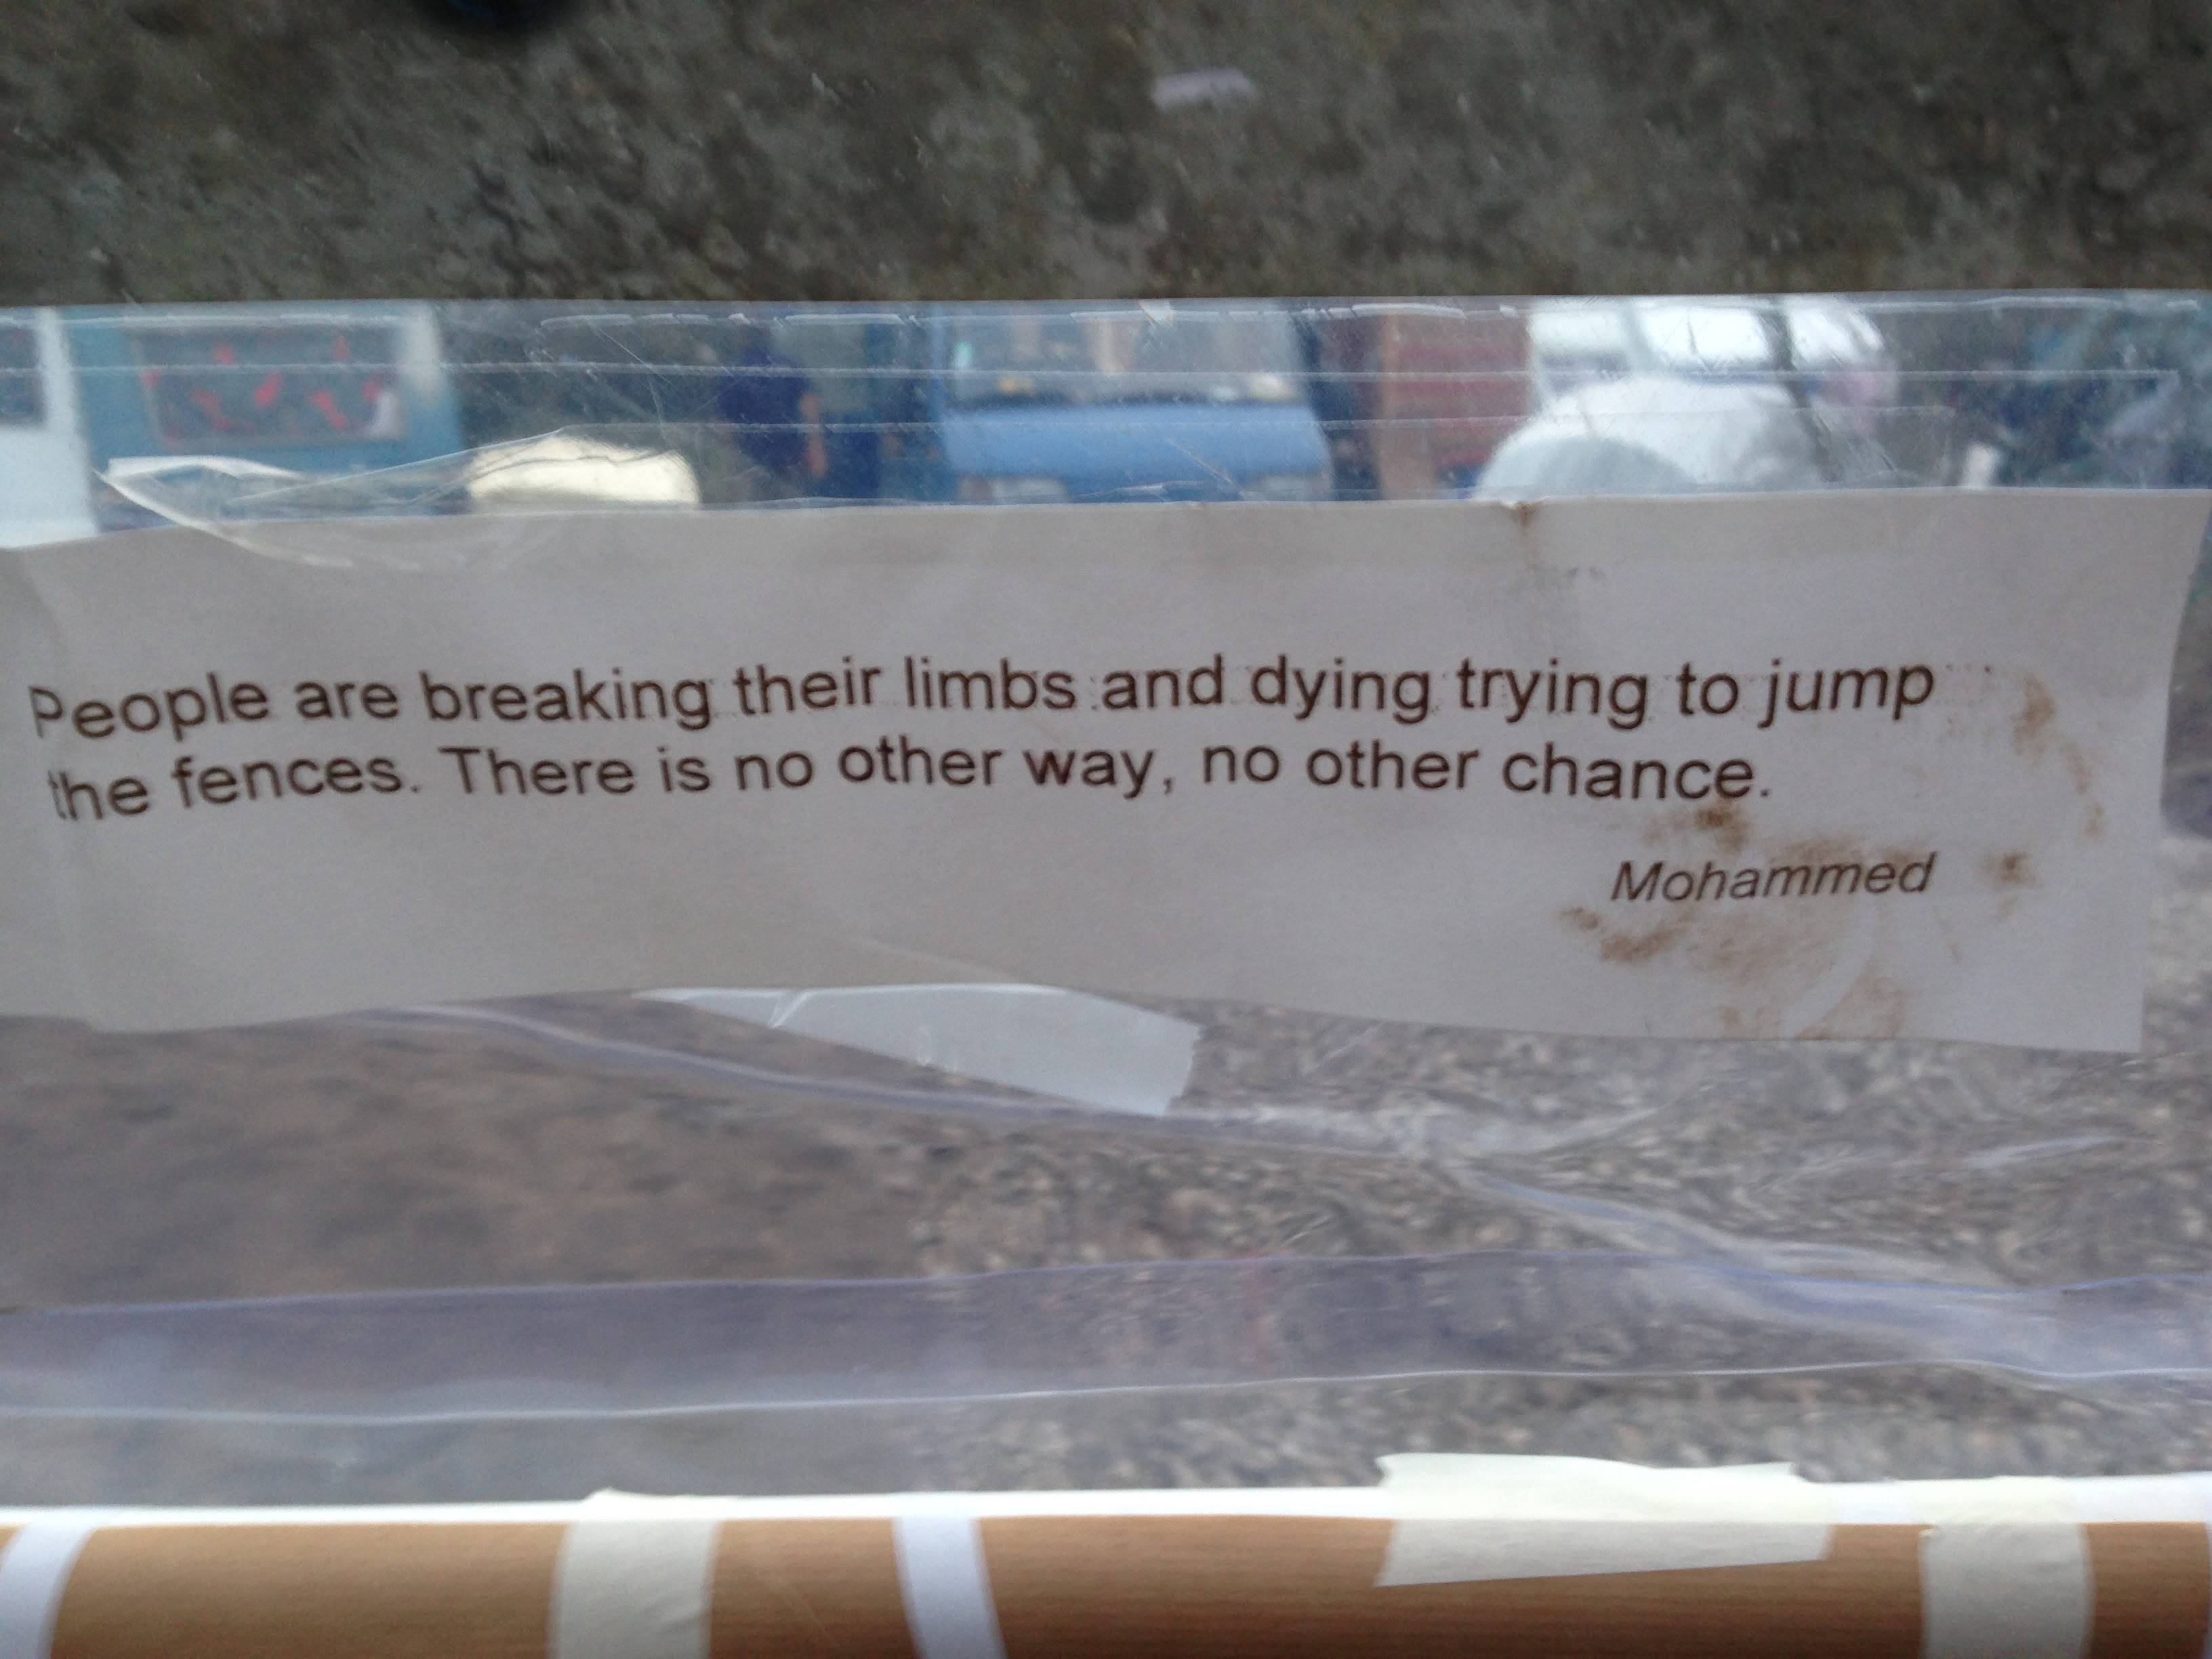 People are breaking their limbs and dying trying to jump
the fences. There is no other way, no other chance.
Mohammed